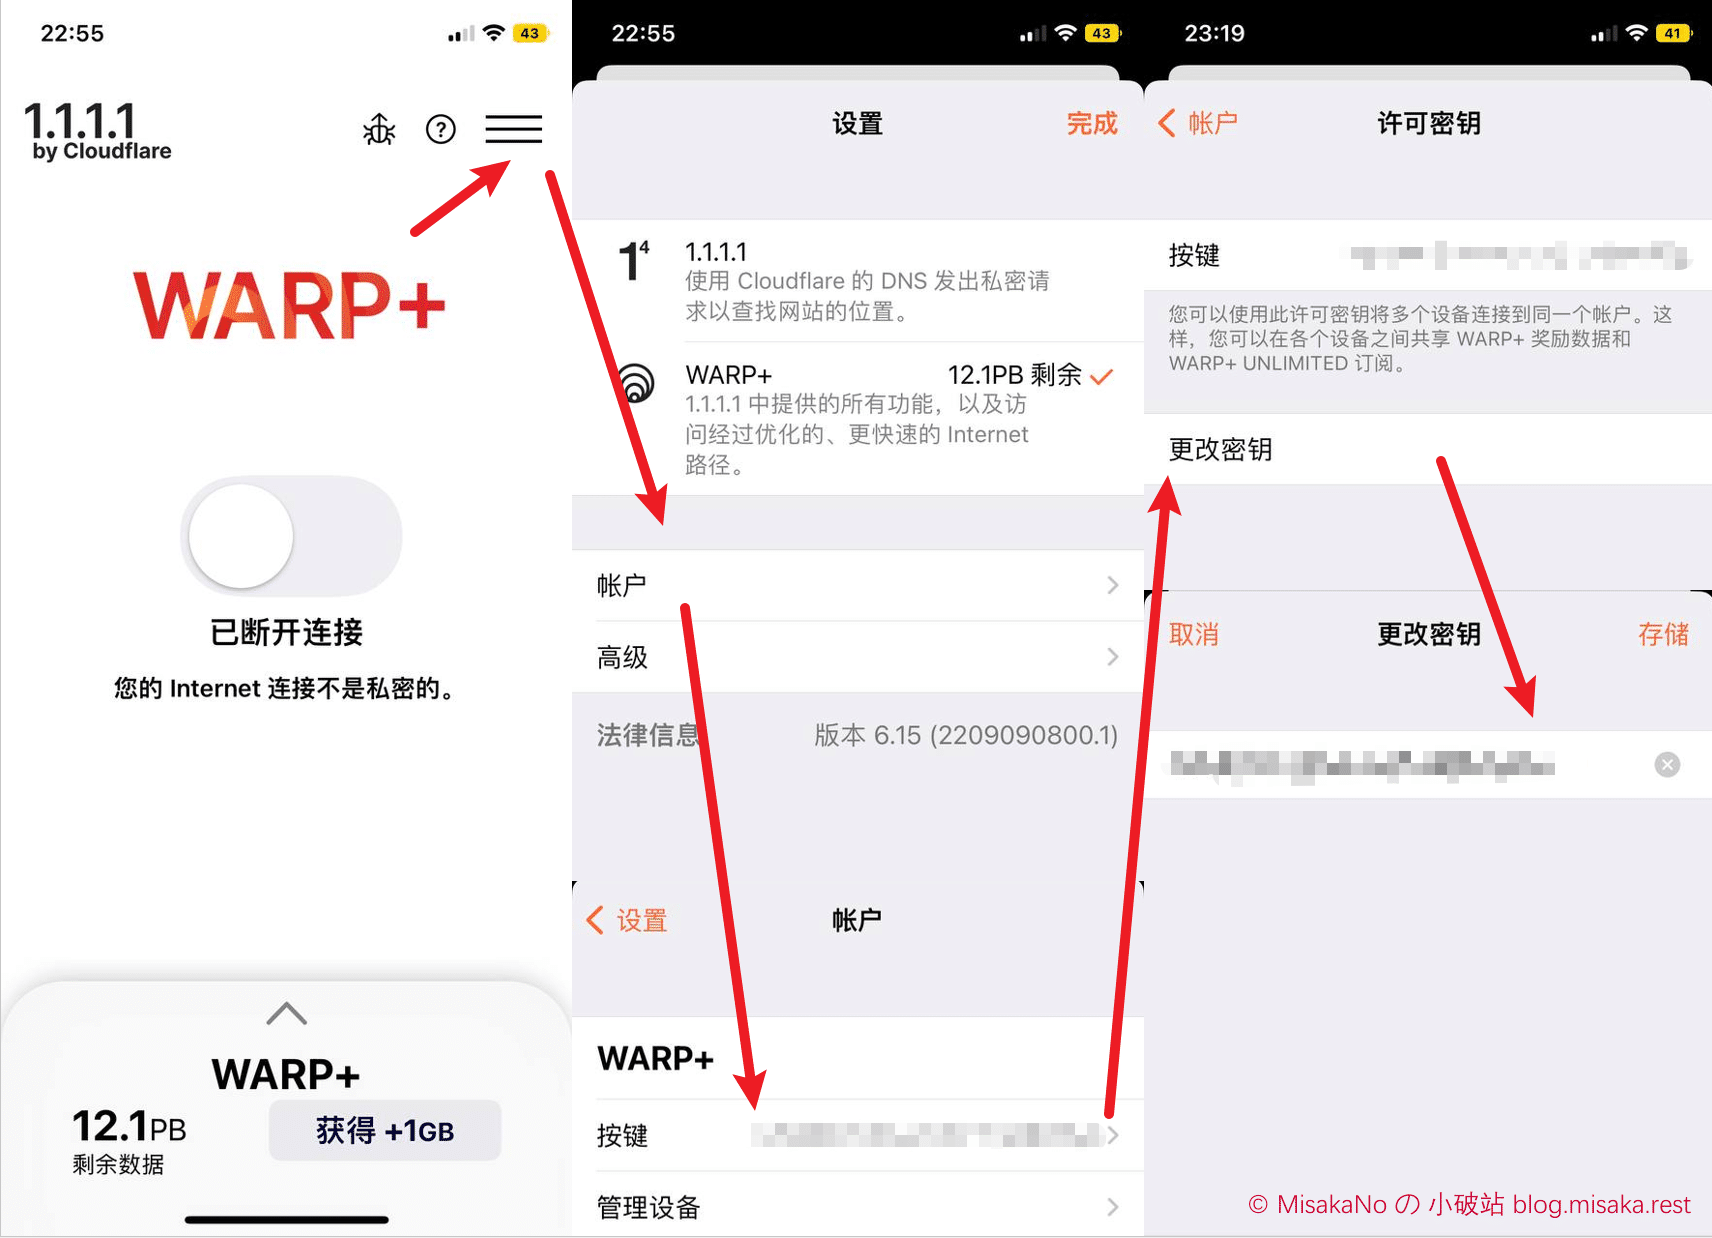 22:55
43
1.1.1.1
by Cloudflare
WARP+
已断开连接
您的 Internet 连接不是私密的。
WARP+
12.1PB
剩余数据
获得 +1GB
22:55
43
设置
完成
1⁴
1.1.1.1
使用 Cloudflare 的 DNS 发出私密请
求以查找网站的位置。
WARP+
12.1PB 剩余
1.1.1.1 中提供的所有功能，以及访
问经过优化的、更快速的 Internet
路径。
帐户
高级
法律信息
版本 6.15 (2209090800.1)
设置
帐户
WARP+
按键
管理设备
23:19
41
帐户
许可密钥
按键
您可以使用此许可密钥将多个设备连接到同一个帐户。这
样，您可以在各个设备之间共享 WARP+ 奖励数据和
WARP+ UNLIMITED 订阅。
更改密钥
取消
更改密钥
存储
© MisakaNo の 小破站 blog.misaka.rest